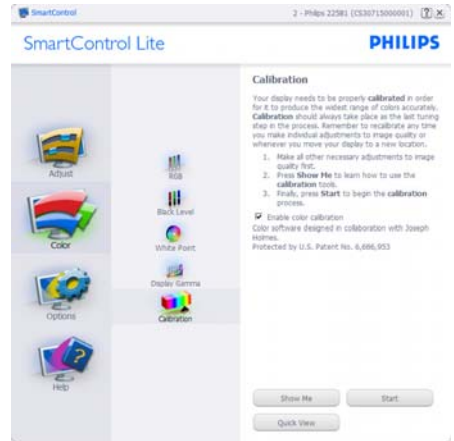 SmartControl
2 - Philips 225B1 (CS30715000001)
SmartControl Lite
PHILIPS
Adjust
Color
Options
Help
RGB
Black Level
White Point
Display Gamma
Calibration
Calibration
Your display needs to be properly calibrated in order
for it to produce the widest range of colors accurately.
Calibration should always take place as the last tuning
step in the process. Remember to recalibrate any time
you make individual adjustments to image quality or
whenever you move your display to a new location.
1. Make all other necessary adjustments to image
quality first.
2. Press Show Me to learn how to use the
calibration tools.
3. Finally, press Start to begin the calibration
process.
Enable color calibration
Color software designed in collaboration with Joseph
Holmes.
Protected by U.S. Patent No. 6,686,953
Show Me
Start
Quick View